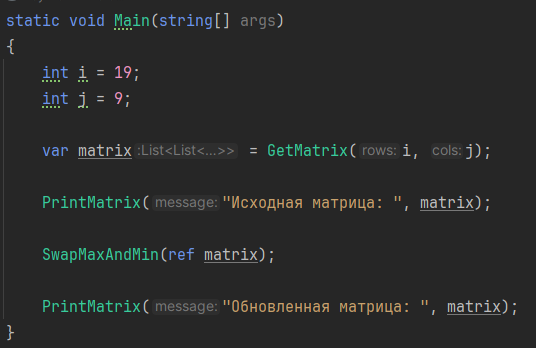 static void Main(string[] args)
{
int i = 19;
int j = 9;
var matrix :List<List<...>> = GetMatrix( rows: i, cols: j);
PrintMatrix( message: "Исходная матрица: ", matrix);
SwapMaxAndMin(ref matrix);
PrintMatrix( message: "Обновленная матрица: ", matrix);
}